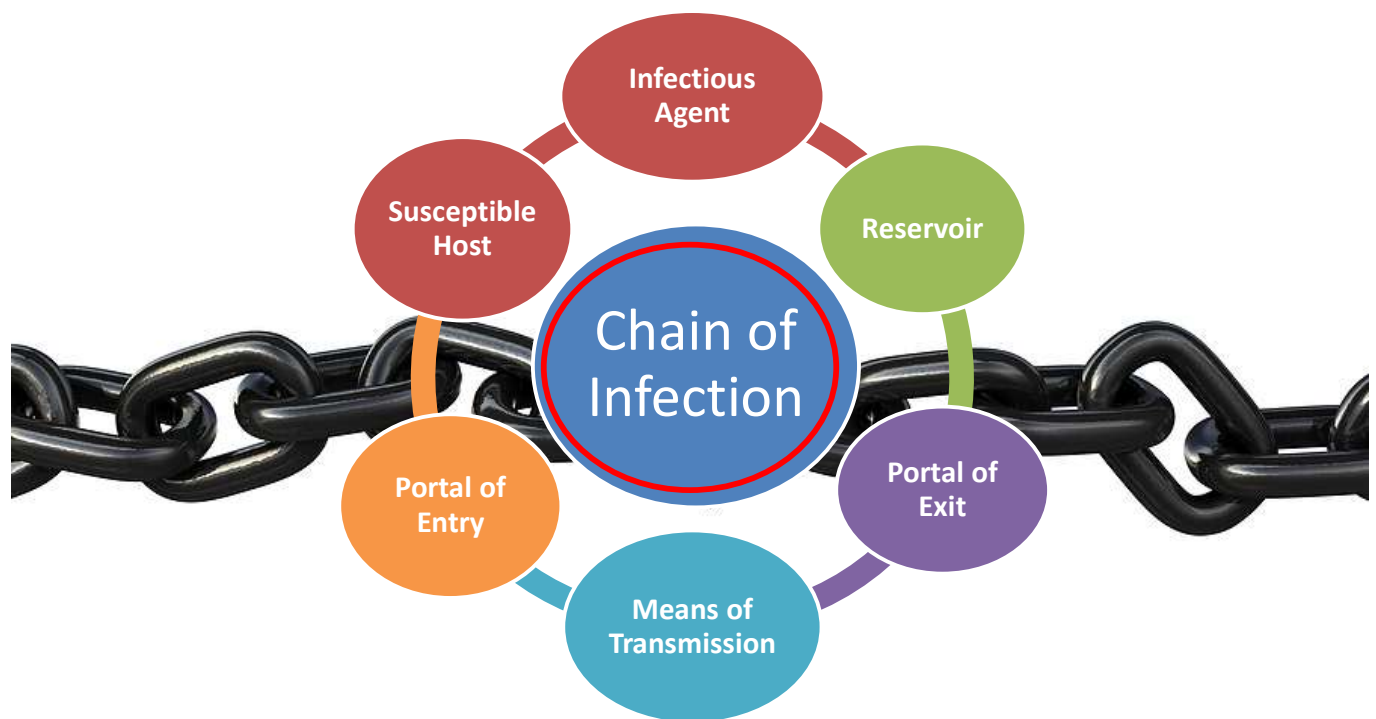 Infectious
Agent
Susceptible
Host
Reservoir
Chain of
Infection
Portal of
Entry
Portal of
Exit
Means of
Transmission